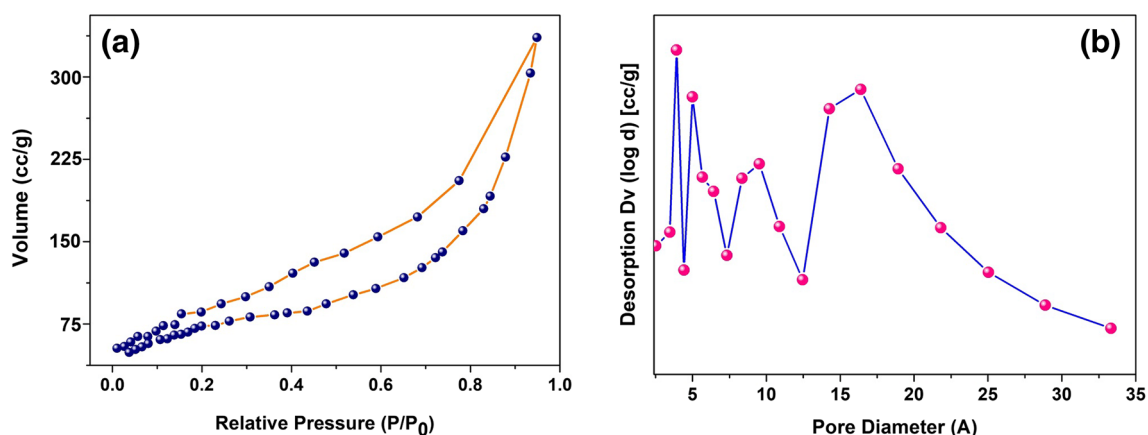 (a)
Volume (cc/g)
300
225
150
75
0.0 0.2 0.4 0.6 0.8 1.0
Relative Pressure (P/P0)
(b)
Desorption Dv (log d) [cc/g]
5 10 15 20 25 30 35
Pore Diameter (A)